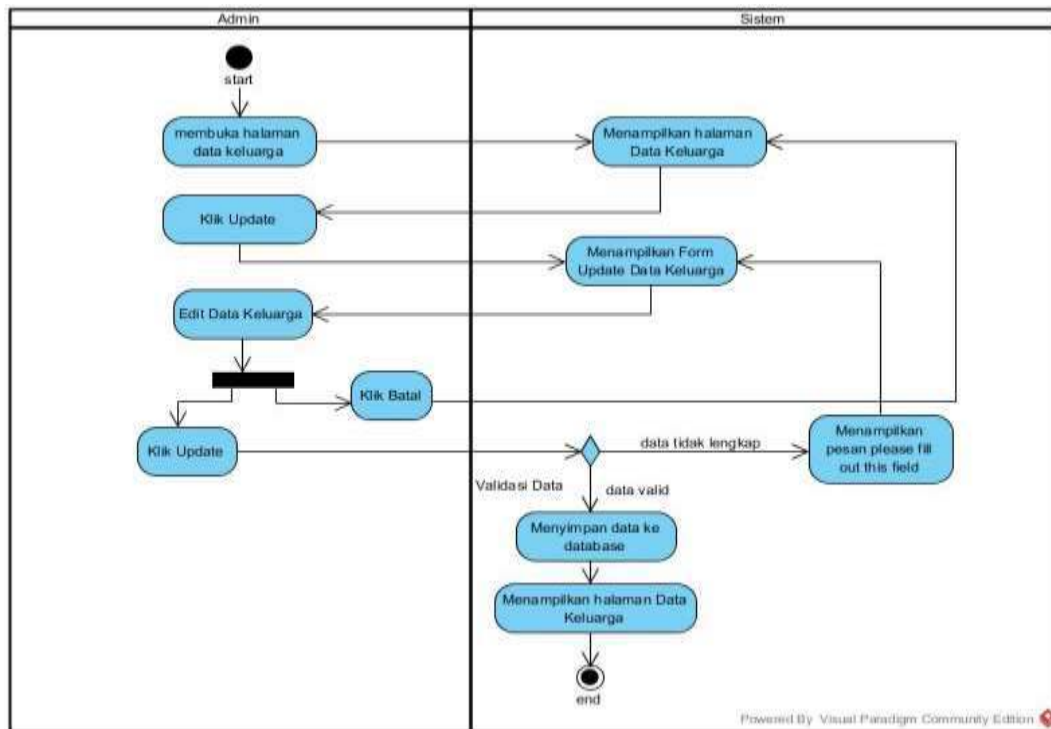 Admin
Sistem
start
membuka halaman
data keluarga
Menampilkan halaman
Data Keluarga
Klik Update
Menampilkan Form
Update Data Keluarga
Edit Data Keluarga
Klik Batal
Klik Update
data tidak lengkap
Menampilkan
pesan please fill
out this field
Validasi Data
data valid
Menyimpan data ke
database
Menampilkan halaman Data
Keluarga
end
Powered By Visual Paradigm Community Edition